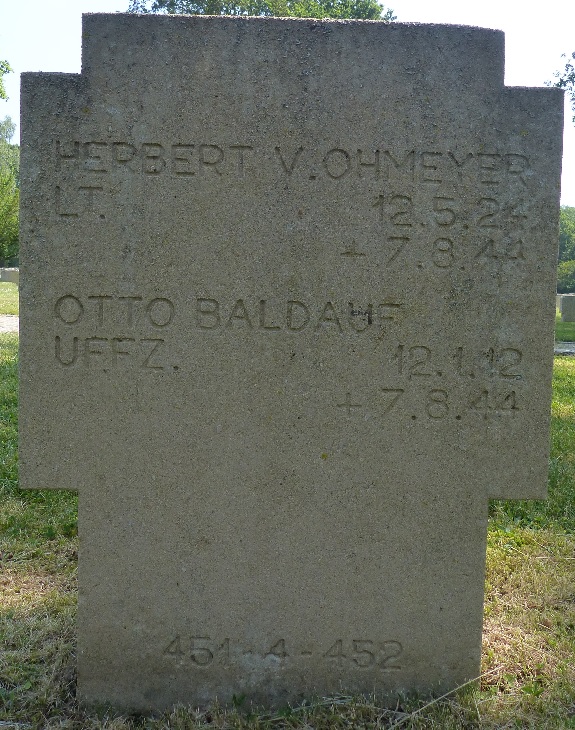 HERBERT V. OHMEYER
LT. 12.5.24
+ 7.8.44
OTTO BALDAUF
UFFZ. 12.1.12
+ 7.8.44
451-4-452